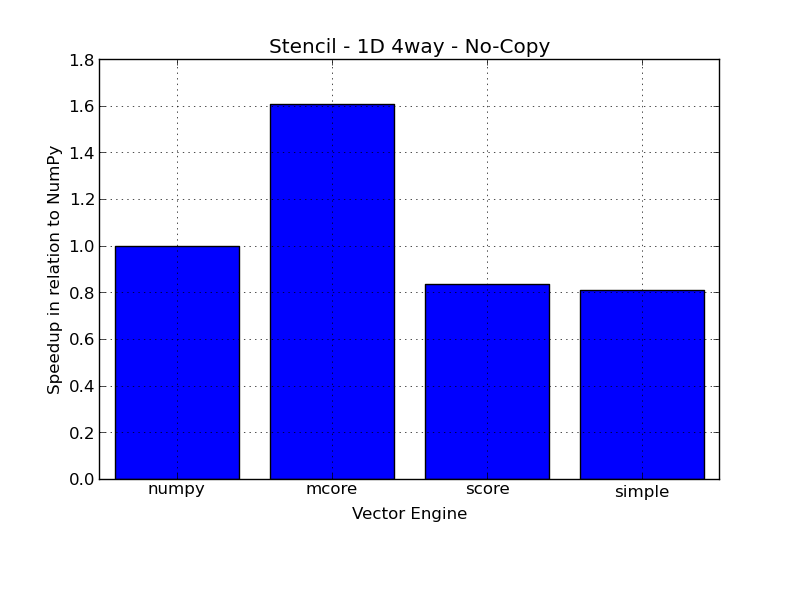 Stencil - 1D 4way - No-Copy
Speedup in relation to NumPy
1.8
1.6
1.4
1.2
1.0
0.8
0.6
0.4
0.2
0.0
numpy mcore score simple
Vector Engine